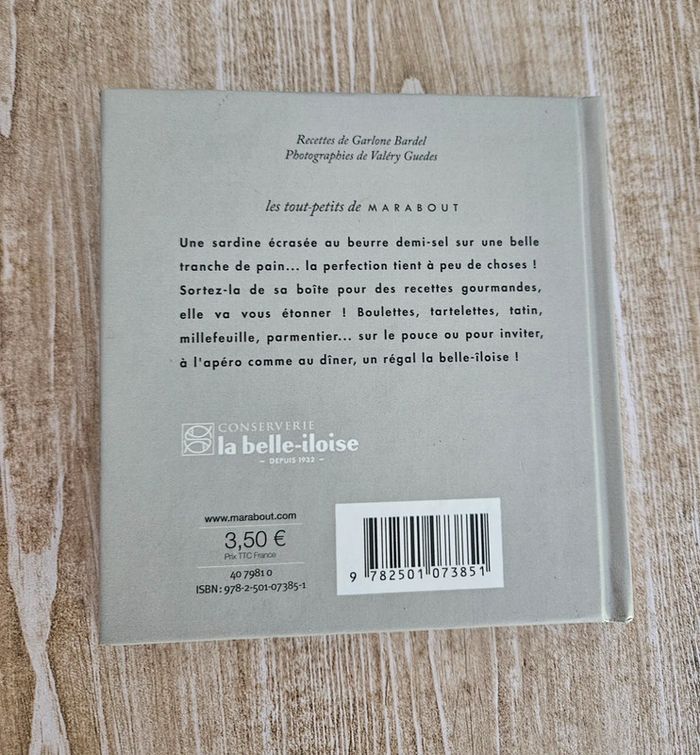 Recettes de Garlone Bardel
Photographies de Valéry Guedes
les tout-petits de MARABOUT
Une sardine écrasée au beurre demi-sel sur une belle
tranche de pain... la perfection tient à peu de choses !
Sortez-la de sa boîte pour des recettes gourmandes,
elle va vous étonner ! Boulettes, tartelettes, tatin,
millefeuille, parmentier... sur le pouce ou pour inviter,
à l'apéro comme au dîner, un régal la belle-îloise !
CONSERVERIE
la belle-iloise
– DEPUIS 1932 –
www.marabout.com
3,50 €
Prix TTC France
40 7981 0
ISBN : 978-2-501-07385-1
9 782501 073851